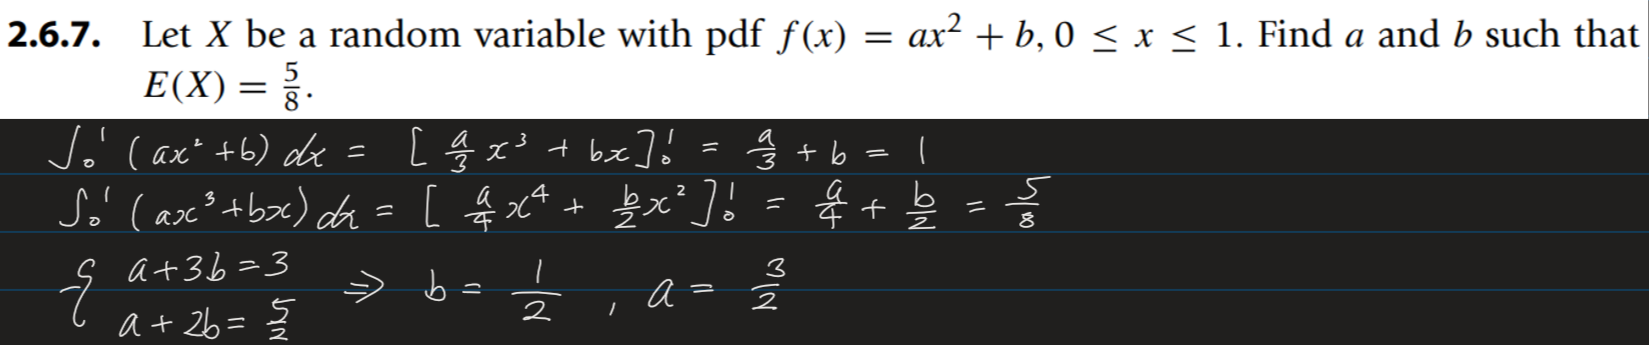 2.6.7. Let X be a random variable with pdf f(x) = ax² + b, 0 ≤ x ≤ 1. Find a and b such that
E(X) = 5/8.
∫₀¹ (ax² + b) dx = [a/3 x³ + bx]₀¹ = a/3 + b = 1
∫₀¹ (ax³ + bx) dx = [a/4 x⁴ + b/2 x²]₀¹ = a/4 + b/2 = 5/8
{ a + 3b = 3 ⇒ b = 1/2, a = 3/2
a + 2b = 5/2